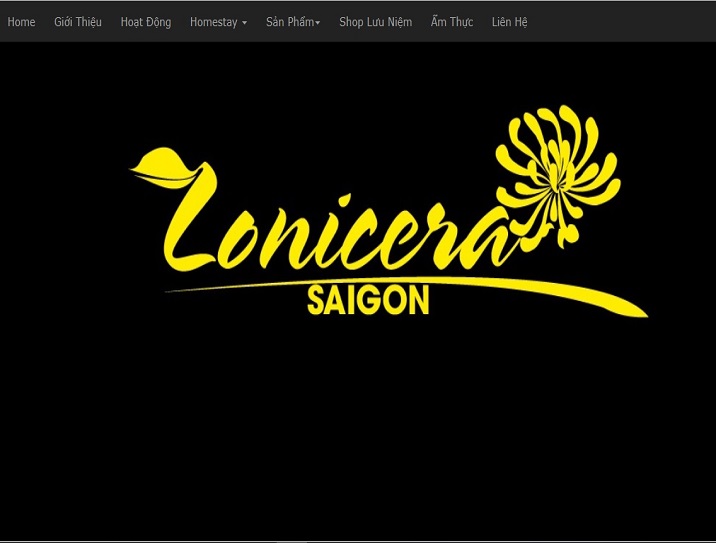 Home Giới Thiệu Hoạt Động Homestay Sản Phẩm Shop Lưu Niệm Ẩm Thực Liên Hệ
Lonicera
SAIGON